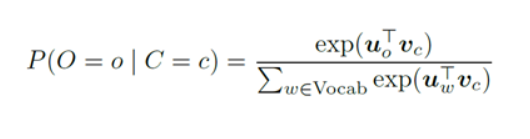 P(O = o | C = c) = exp(u_o^⊤ v_c) / ∑_{w∈Vocab} exp(u_w^⊤ v_c)